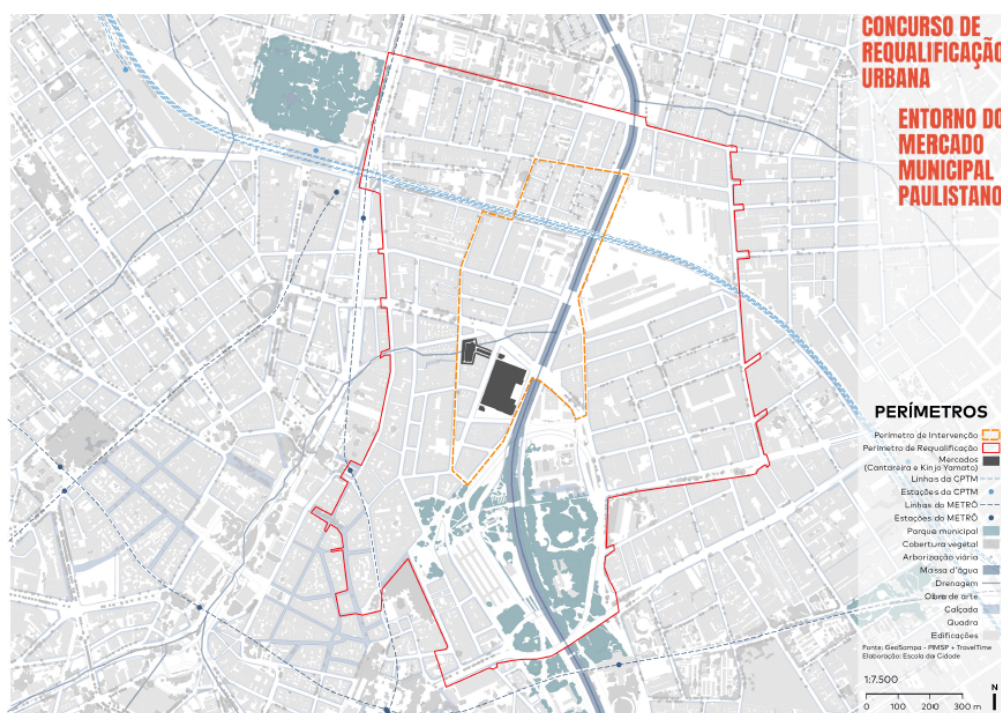 CONCURSO DE
REQUALIFICAÇÃO
URBANA
ENTORNO DO
MERCADO
MUNICIPAL
PAULISTANO
PERÍMETROS
Perímetro de Intervenção
Perímetro de Requalificação
Mercados
(Cantareira e Kinjo Yamato)
Linhas da CPTM
Estações da CPTM
Linhas do METRÔ
Estações do METRÔ
Parque municipal
Cobertura vegetal
Arborização viária
Massa d'água
Drenagem
Obra de arte
Calçada
Quadra
Edificações
Fonte: GeoSampa - PMSP + TravelTime
Elaboração: Escola da Cidade
1:7.500
N
0 100 200 300 m